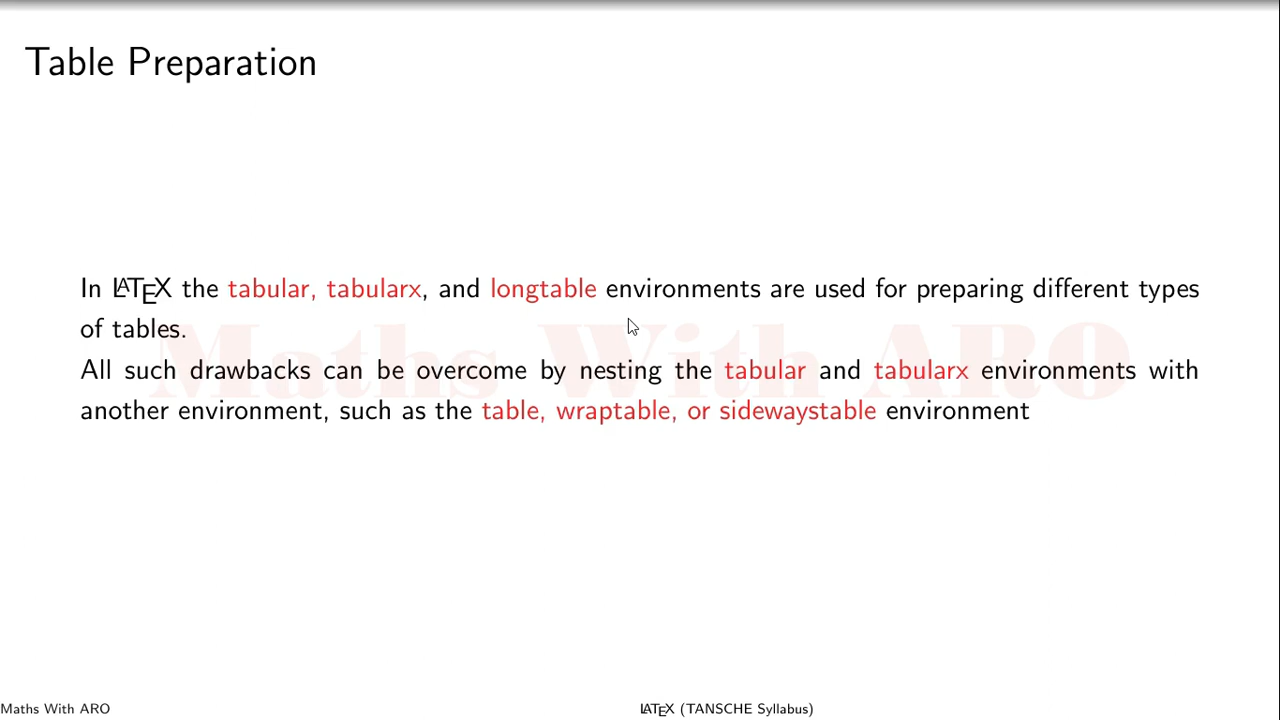 Table Preparation
In LATEX the tabular, tabularx, and longtable environments are used for preparing different types
of tables.
Maths With ARO
All such drawbacks can be overcome by nesting the tabular and tabularx environments with
another environment, such as the table, wraptable, or sidewaystable environment
Maths With ARO
LATEX (TANSCHE Syllabus)